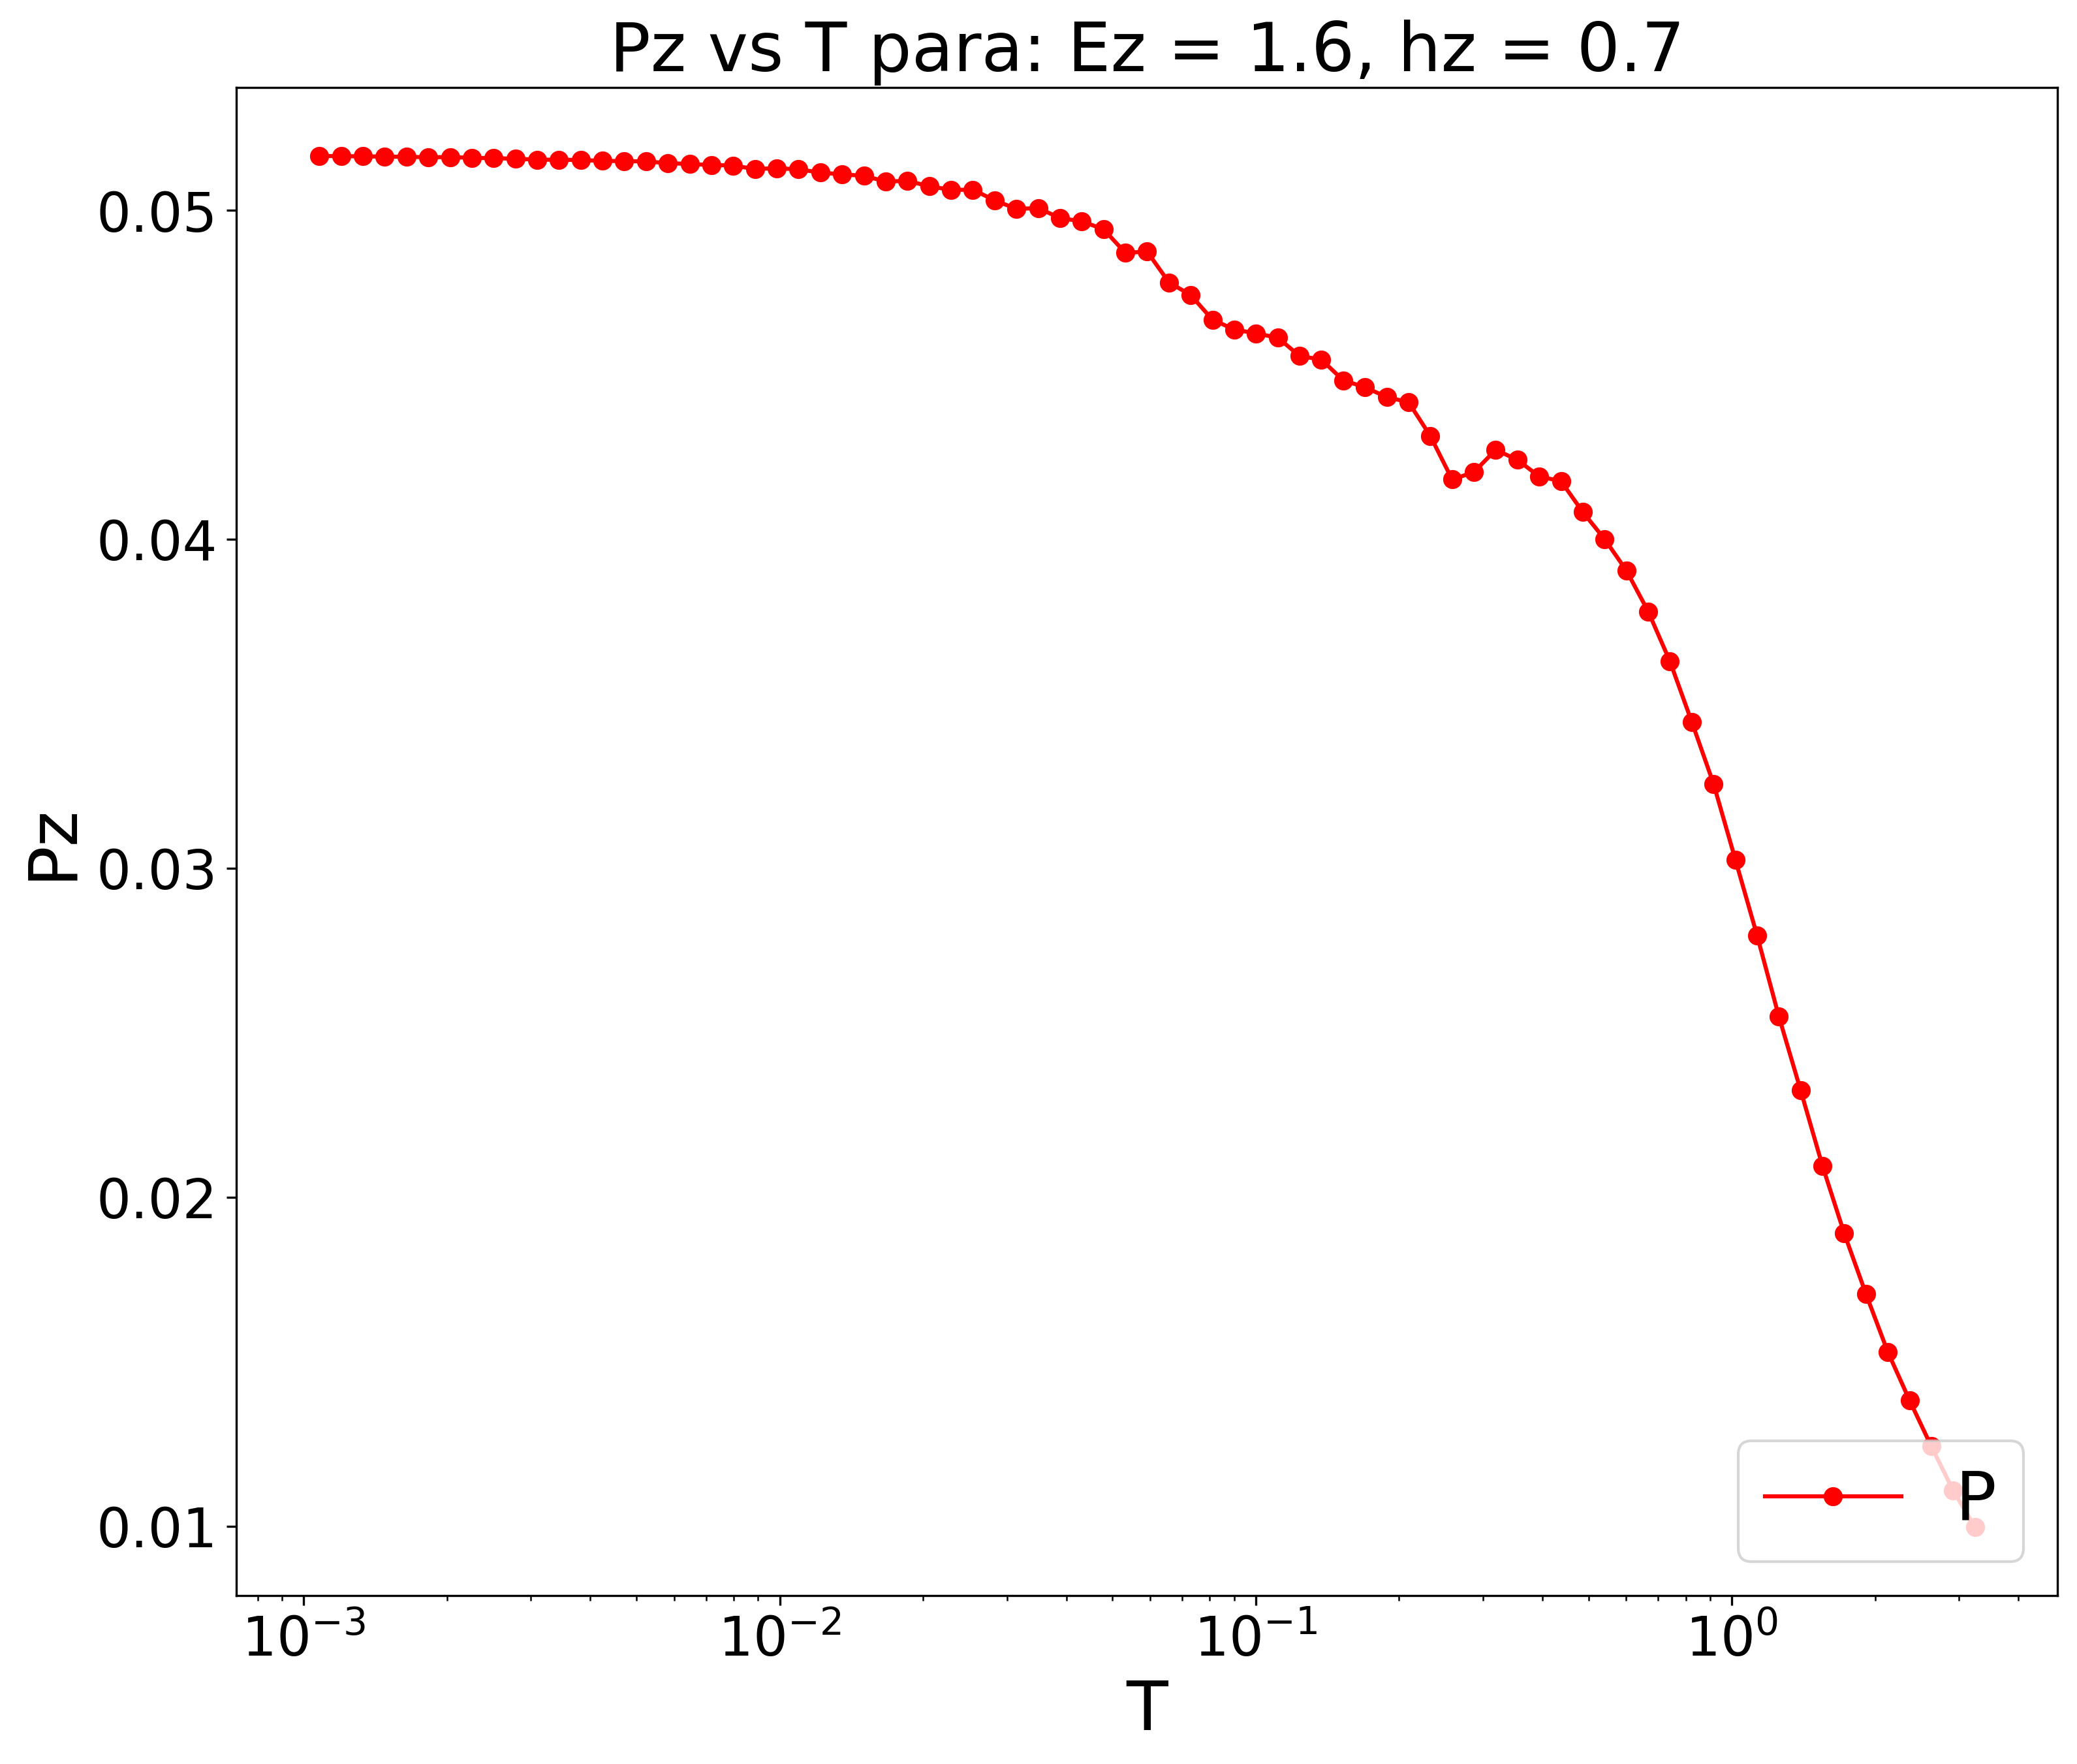 Pz vs T para: Ez = 1.6, hz = 0.7
Pz
0.05
0.04
0.03
0.02
0.01
P
10⁻³ 10⁻² 10⁻¹ 10⁰
T